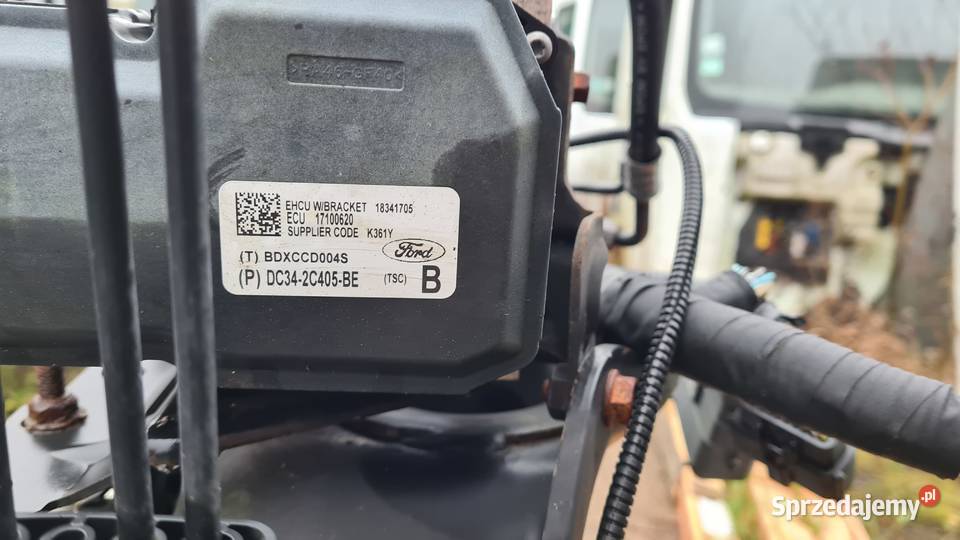 EHCU W/BRACKET 18341705
ECU 17100620
SUPPLIER CODE K361Y
Ford
(T) BDXCCD004S
(P) DC34-2C405-BE (TSC) B
Sprzedajemy.pl